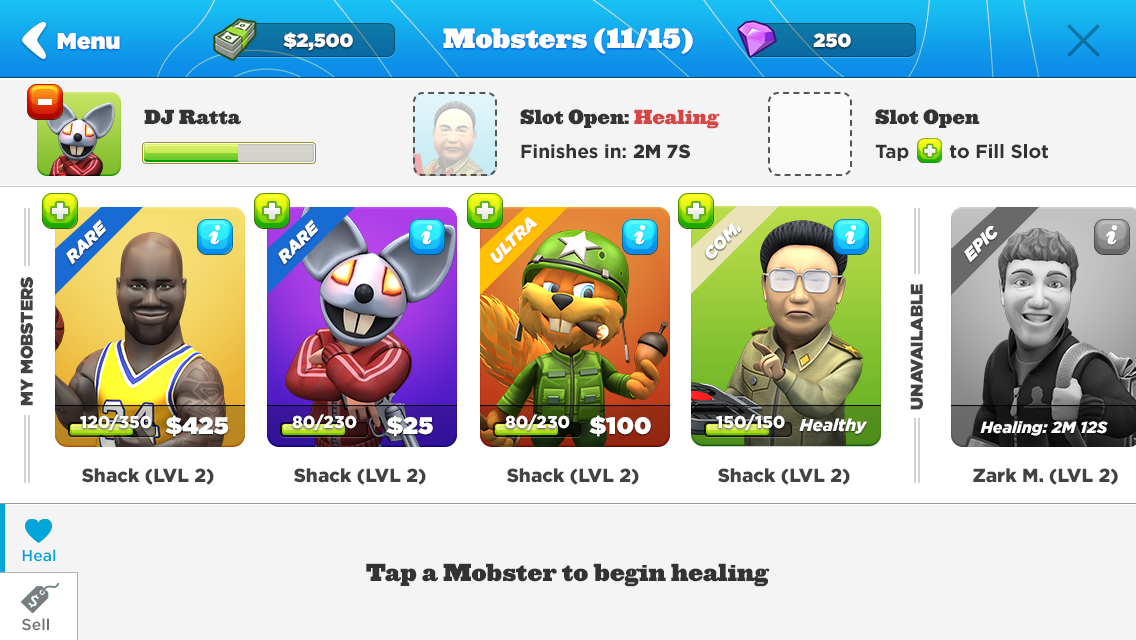 Menu
$2,500
Mobsters (11/15)
250
DJ Ratta
Slot Open: Healing
Finishes in: 2M 7S
Slot Open
Tap to Fill Slot
MY MOBSTERS
RARE
i
34
120/350
$425
Shack (LVL 2)
RARE
i
80/230
$25
Shack (LVL 2)
ULTRA
i
80/230
$100
Shack (LVL 2)
COM.
i
150/150
Healthy
Shack (LVL 2)
UNAVAILABLE
EPIC
i
Healing: 2M 12S
Zark M. (LVL 2)
Heal
Sell
Tap a Mobster to begin healing